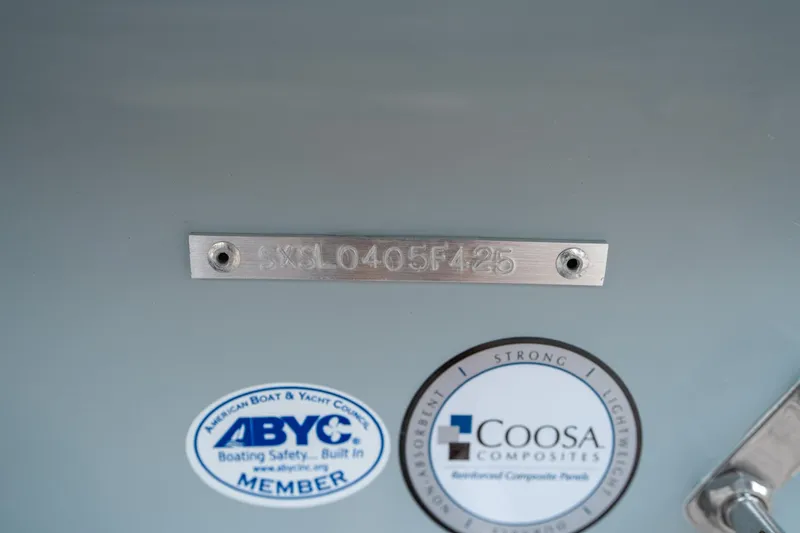 SXSL0405F425
AMERICAN BOAT & YACHT COUNCIL
ABYC®
Boating Safety... Built In
www.abycinc.org
MEMBER
NON-ABSORBENT | STRONG | LIGHTWEIGHT
COOSA
COMPOSITES
Reinforced Composite Panels